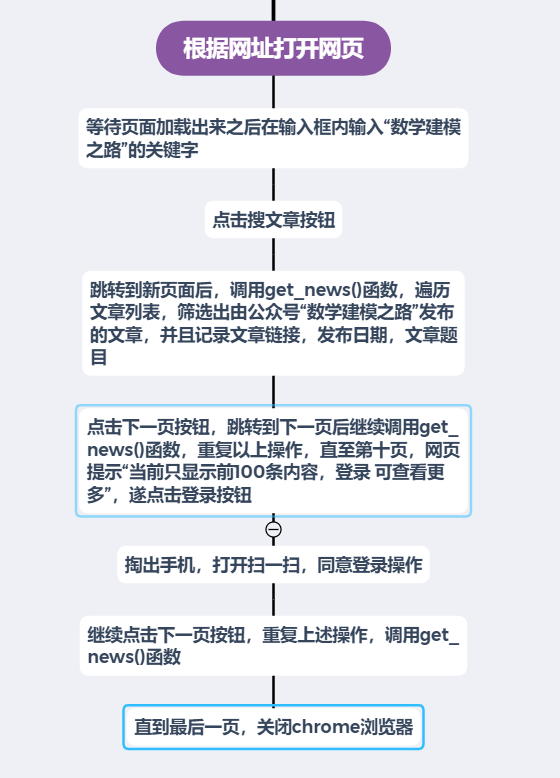 根据网址打开网页
等待页面加载出来之后在输入框内输入“数学建模
之路”的关键字
点击搜文章按钮
跳转到新页面后，调用get_news()函数，遍历
文章列表，筛选出由公众号“数学建模之路”发布
的文章，并且记录文章链接，发布日期，文章题
目
点击下一页按钮，跳转到下一页后继续调用get_
news()函数，重复以上操作，直至第十页，网页
提示“当前只显示前100条内容，登录 可查看更
多”，遂点击登录按钮
掏出手机，打开扫一扫，同意登录操作
继续点击下一页按钮，重复上述操作，调用get_
news()函数
直到最后一页，关闭chrome浏览器